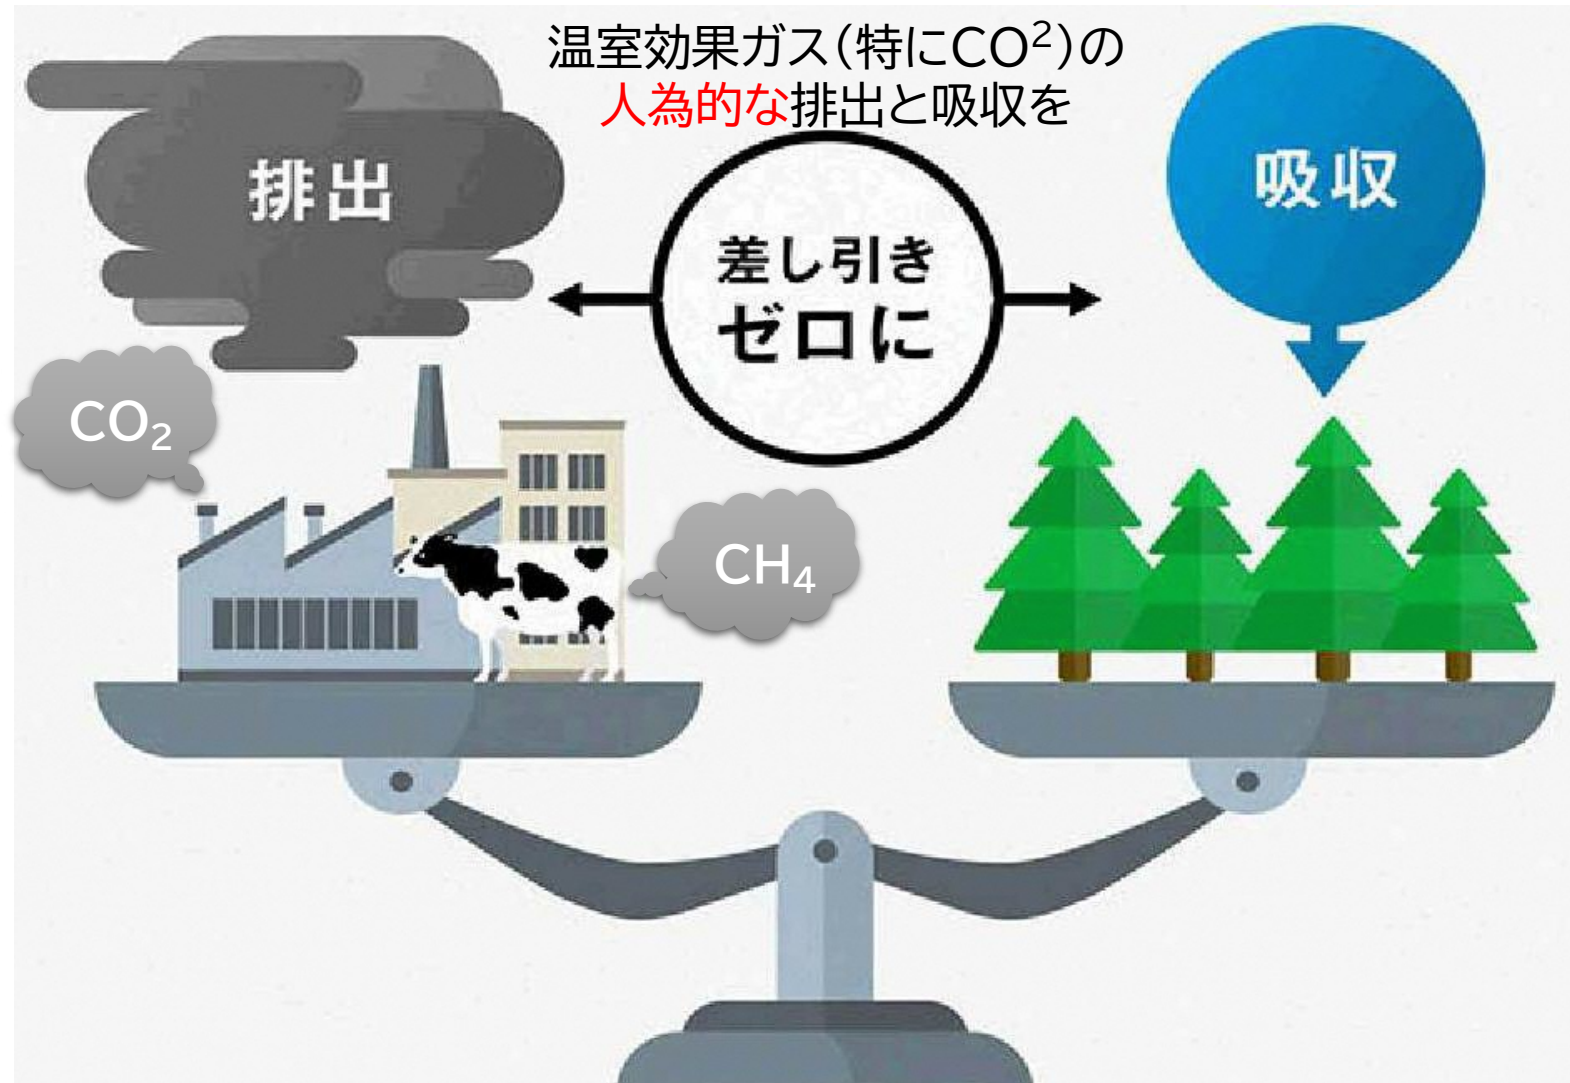 温室効果ガス(特にCO²)の
人為的な排出と吸収を
排出
差し引き
ゼロに
吸収
CO₂
CH₄